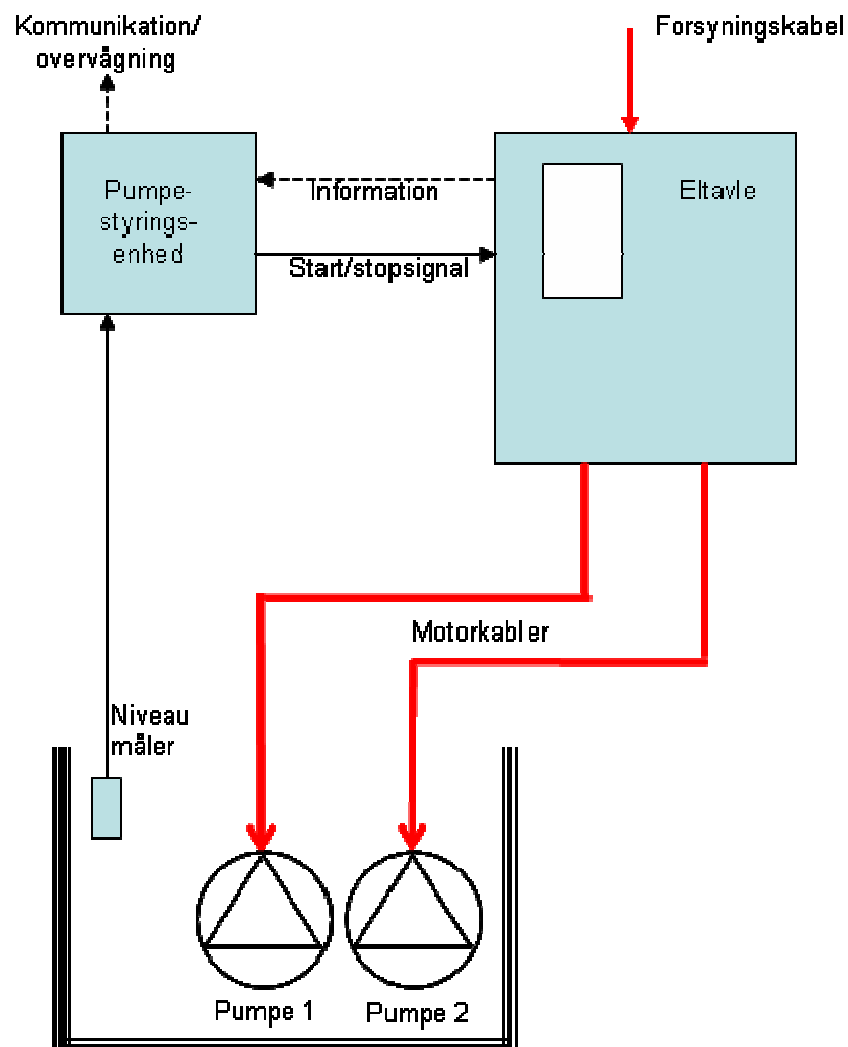 Kommunikation/
overvågning
Forsyningskabel
Pumpe-
styrings-
enhed
Information
Start/stopsignal
Eltavle
Motorkabler
Niveau
måler
Pumpe 1
Pumpe 2